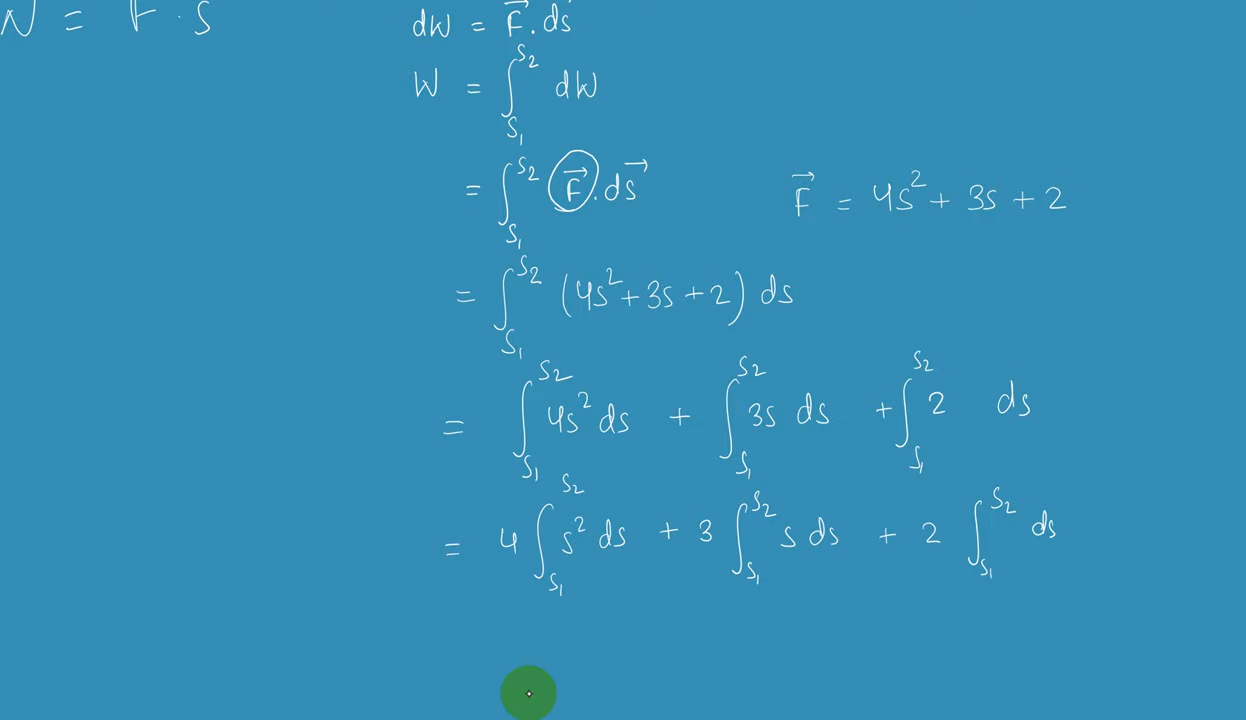 W = F · S
dW = F⃗ . ds⃗
W = ∫_{S₁}^{S₂} dW
= ∫_{S₁}^{S₂} F⃗ . ds⃗
F⃗ = 4s² + 3s + 2
= ∫_{S₁}^{S₂} (4s² + 3s + 2) ds
= ∫_{S₁}^{S₂} 4s² ds + ∫_{S₁}^{S₂} 3s ds + ∫_{S₁}^{S₂} 2 ds
= 4 ∫_{S₁}^{S₂} s² ds + 3 ∫_{S₁}^{S₂} s ds + 2 ∫_{S₁}^{S₂} ds